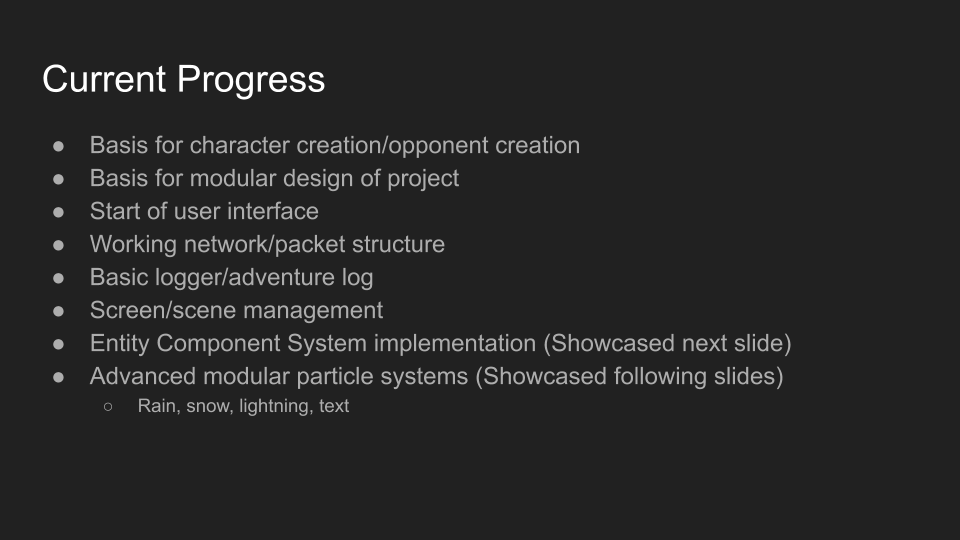 Current Progress
● Basis for character creation/opponent creation
● Basis for modular design of project
● Start of user interface
● Working network/packet structure
● Basic logger/adventure log
● Screen/scene management
● Entity Component System implementation (Showcased next slide)
● Advanced modular particle systems (Showcased following slides)
○ Rain, snow, lightning, text